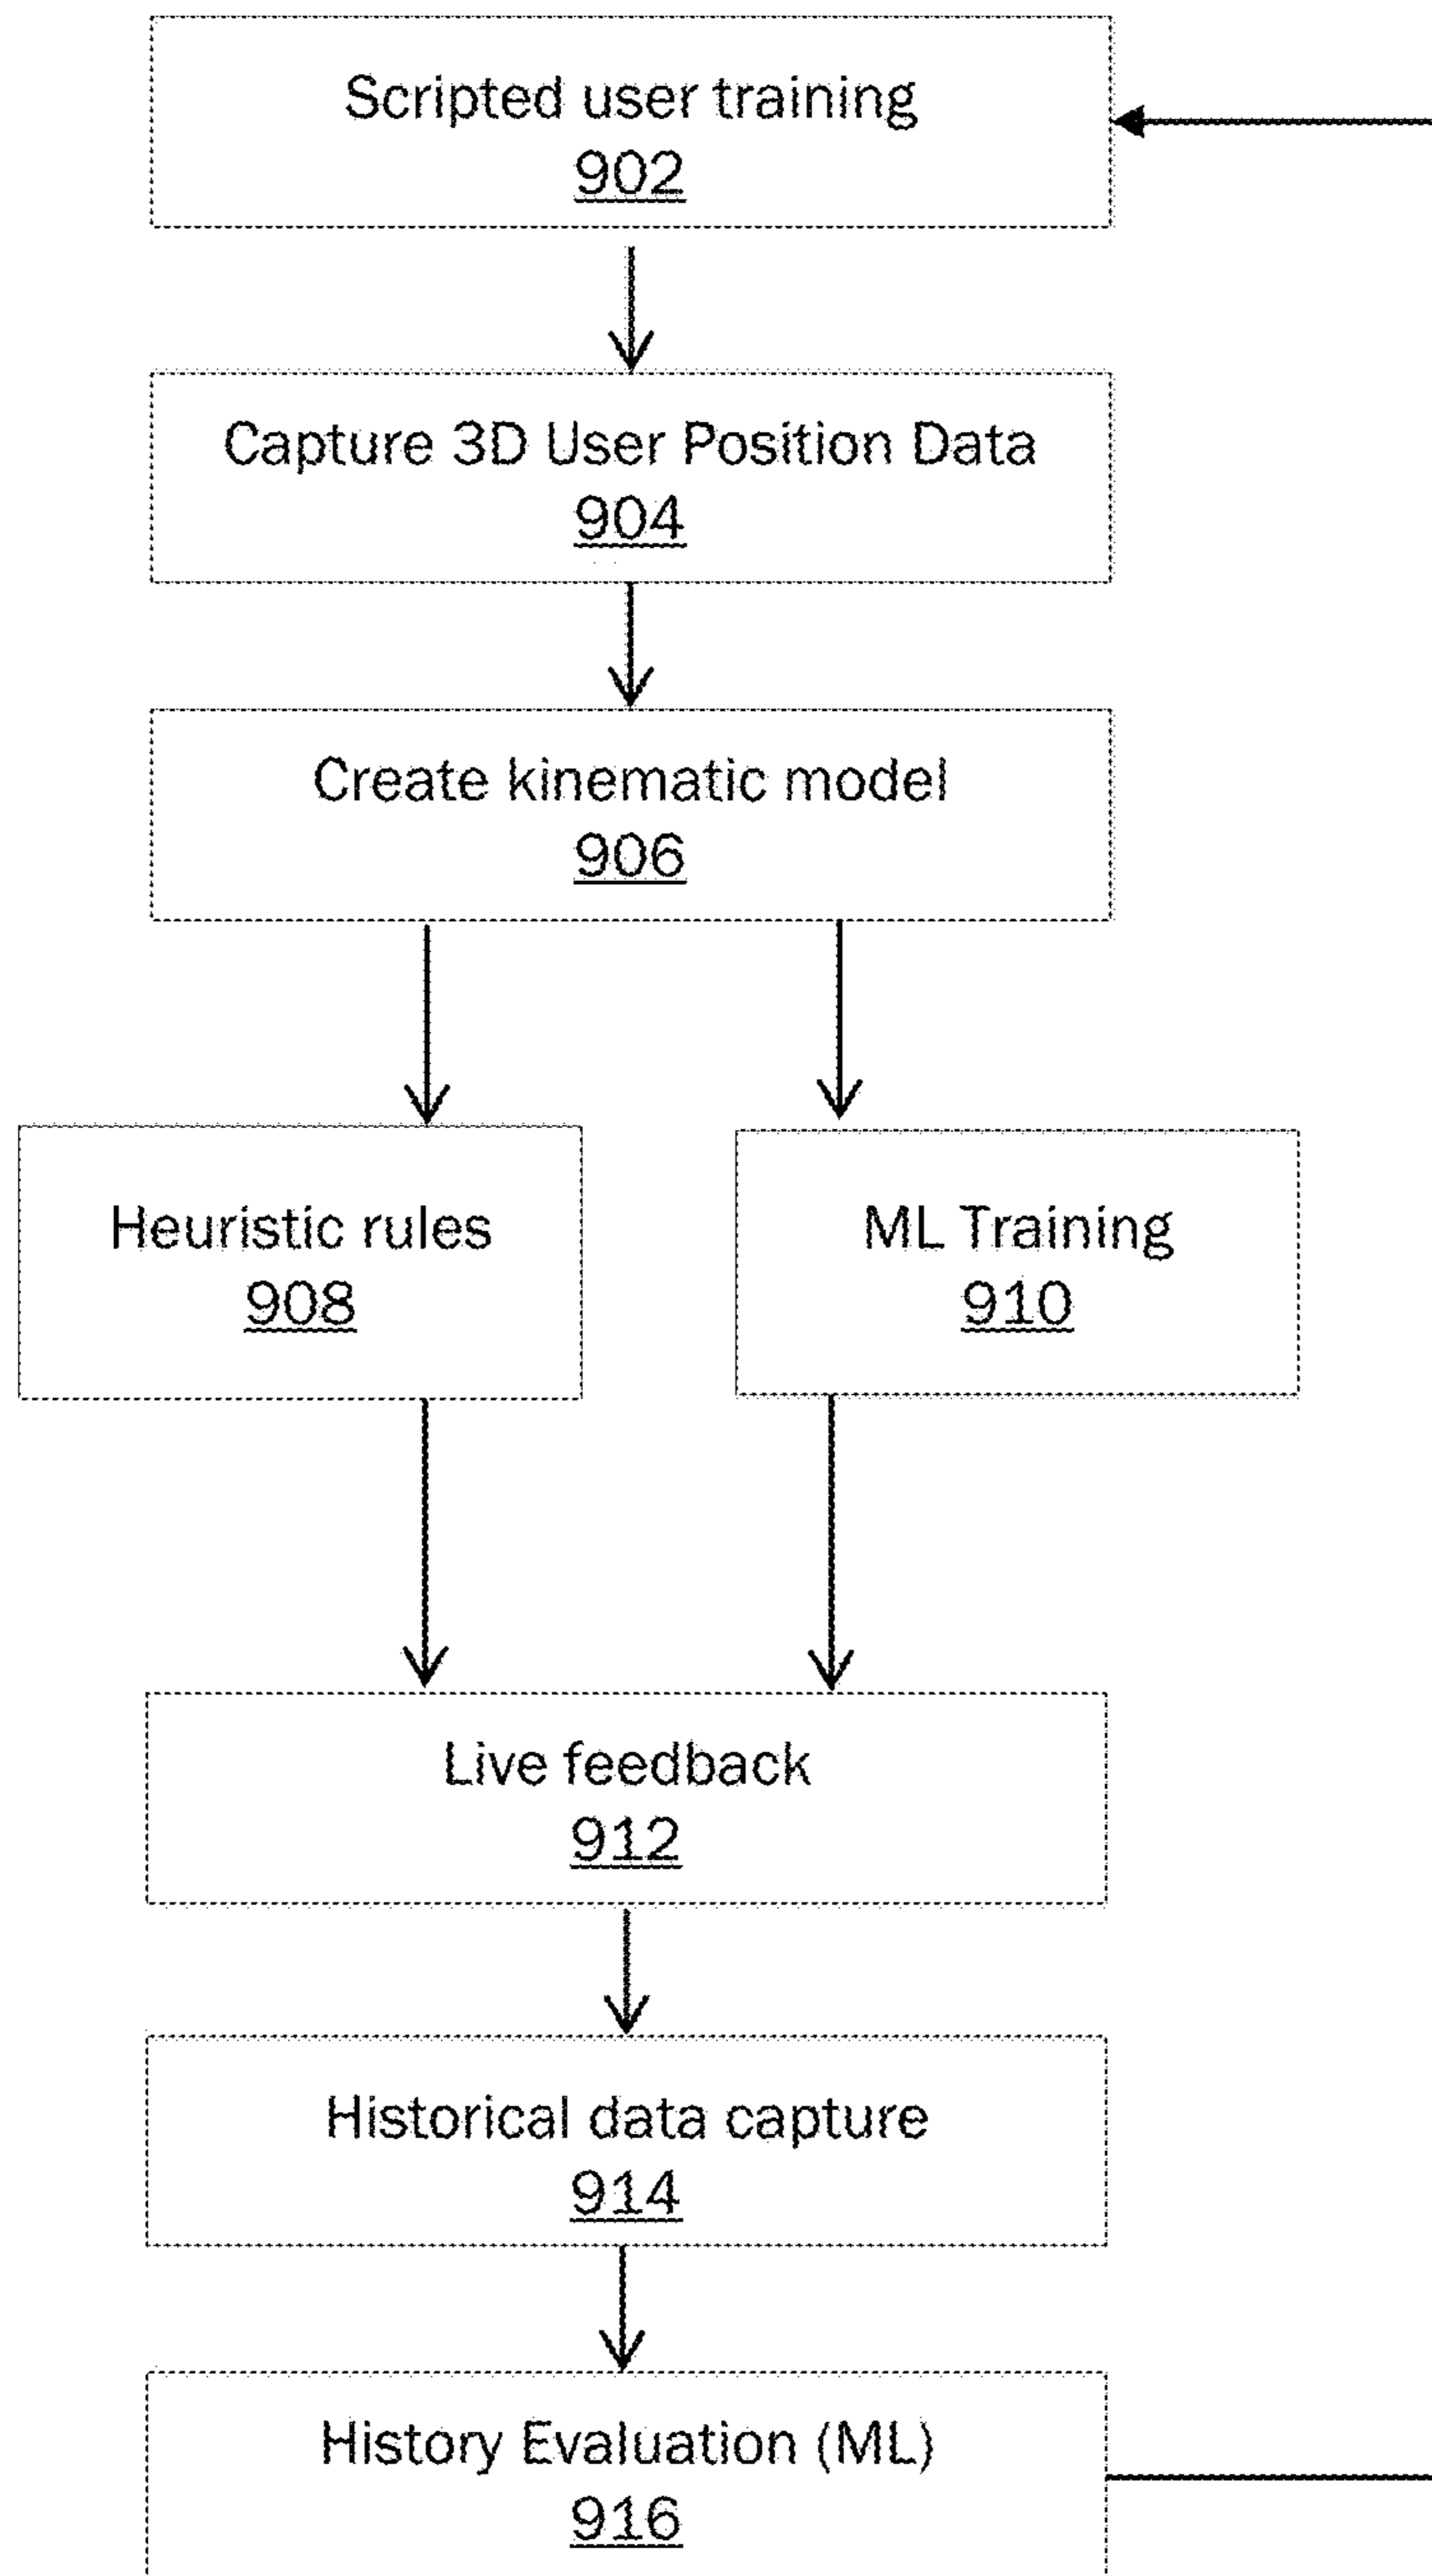 Scripted user training
902
Capture 3D User Position Data
904
Create kinematic model
906
Heuristic rules
908
ML Training
910
Live feedback
912
Historical data capture
914
History Evaluation (ML)
916